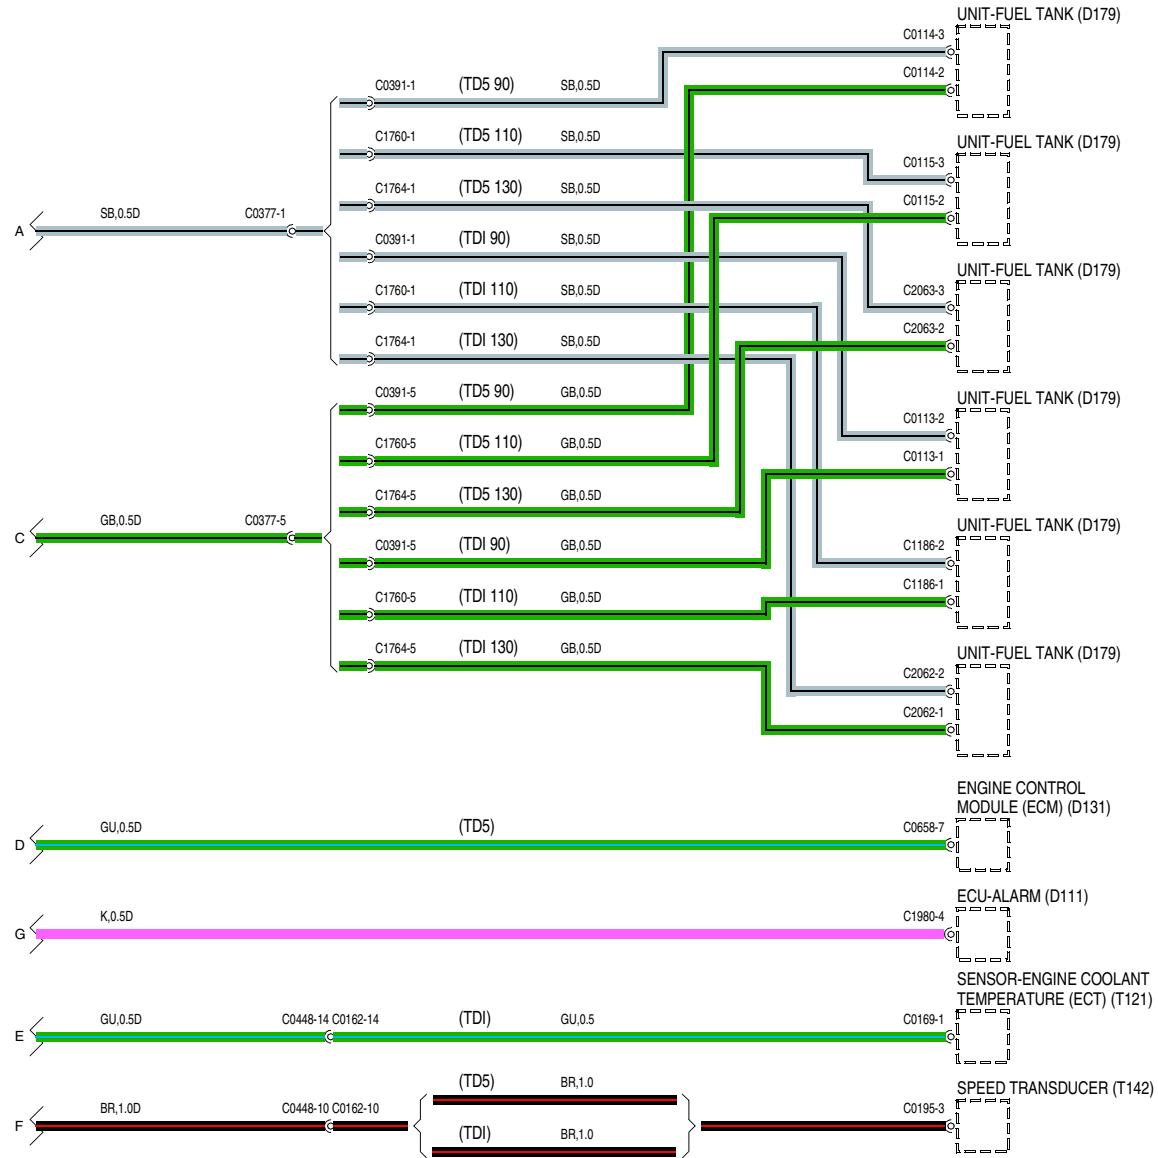 UNIT-FUEL TANK (D179)
C0114-3
C0391-1 (TD5 90) SB,0.5D
C0114-2
C1760-1 (TD5 110) SB,0.5D
UNIT-FUEL TANK (D179)
C0115-3
C1764-1 (TD5 130) SB,0.5D
C0115-2
A SB,0.5D C0377-1
C0391-1 (TDI 90) SB,0.5D
UNIT-FUEL TANK (D179)
C1760-1 (TDI 110) SB,0.5D
C2063-3
C2063-2
C1764-1 (TDI 130) SB,0.5D
C0391-5 (TD5 90) GB,0.5D
UNIT-FUEL TANK (D179)
C0113-2
C1760-5 (TD5 110) GB,0.5D
C0113-1
C1764-5 (TD5 130) GB,0.5D
C GB,0.5D C0377-5
UNIT-FUEL TANK (D179)
C0391-5 (TDI 90) GB,0.5D
C1186-2
C1186-1
C1760-5 (TDI 110) GB,0.5D
C1764-5 (TDI 130) GB,0.5D
UNIT-FUEL TANK (D179)
C2062-2
C2062-1
ENGINE CONTROL
MODULE (ECM) (D131)
D GU,0.5D (TD5) C0658-7
ECU-ALARM (D111)
G K,0.5D C1980-4
SENSOR-ENGINE COOLANT
TEMPERATURE (ECT) (T121)
E GU,0.5D C0448-14 C0162-14 (TDI) GU,0.5 C0169-1
(TD5) BR,1.0
SPEED TRANSDUCER (T142)
F BR,1.0D C0448-10 C0162-10 C0195-3
(TDI) BR,1.0